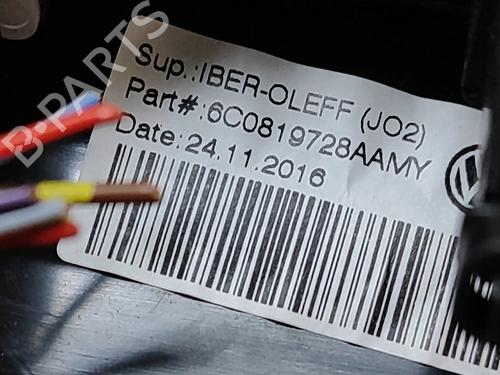 B-PARTS
Sup.:IBER-OLEFF (JO2)
Part#:6C0819728AAMY
Date:24.11.2016